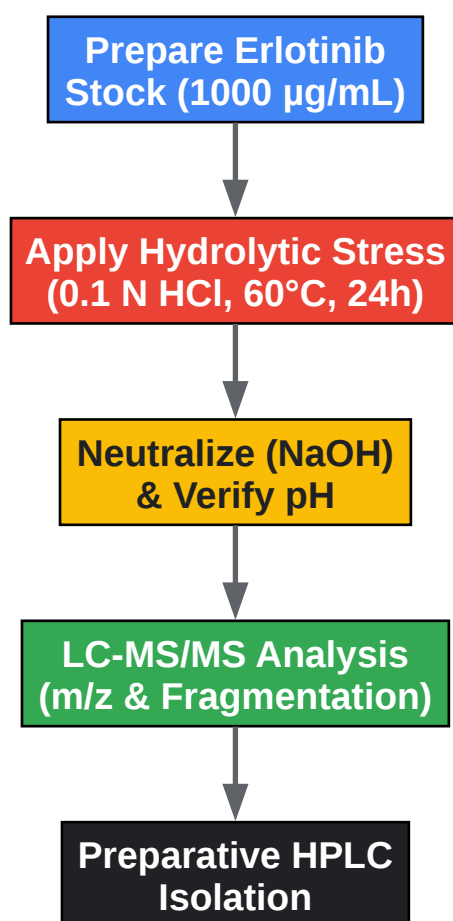 Prepare Erlotinib
Stock (1000 µg/mL)
Apply Hydrolytic Stress
(0.1 N HCl, 60°C, 24h)
Neutralize (NaOH)
& Verify pH
LC-MS/MS Analysis
(m/z & Fragmentation)
Preparative HPLC
Isolation